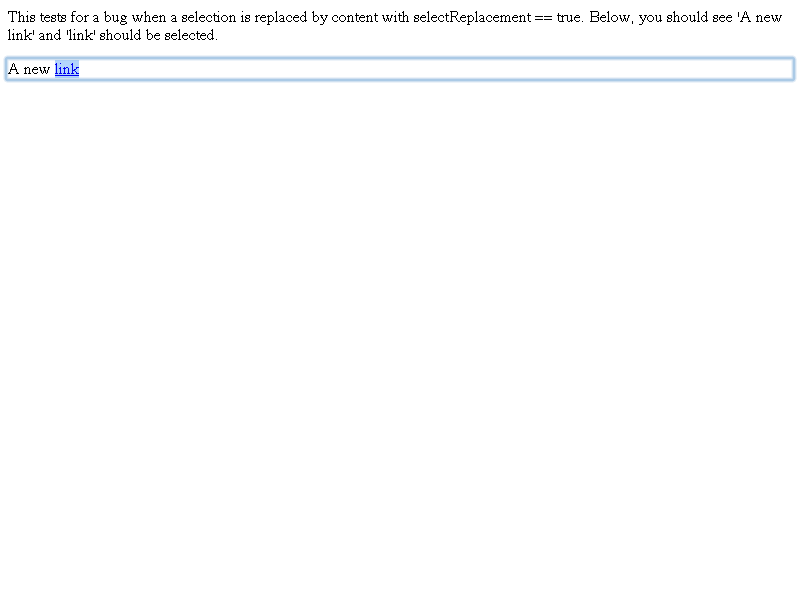 This tests for a bug when a selection is replaced by content with selectReplacement == true. Below, you should see 'A new
link' and 'link' should be selected.
A new link